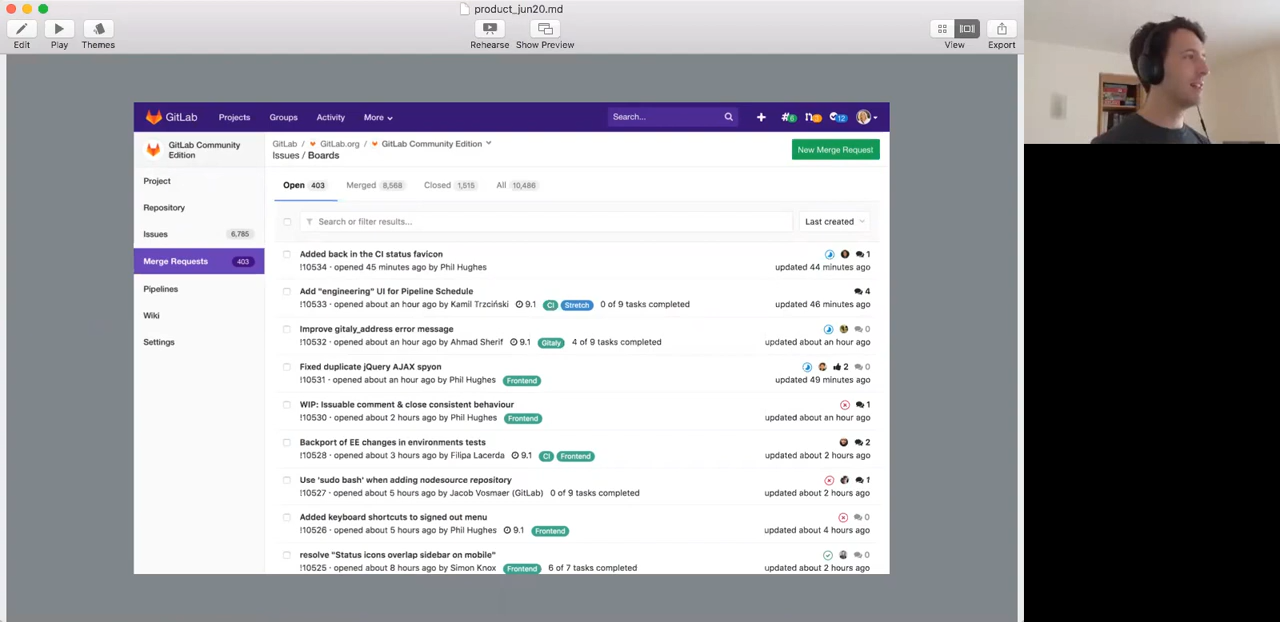 product_jun20.md
Edit
Play
Themes
Rehearse
Show Preview
View
Export
GitLab
Projects
Groups
Activity
More
Search...
6
12
GitLab Community Edition
GitLab / GitLab.org / GitLab Community Edition
Issues / Boards
New Merge Request
Project
Repository
Issues 6,785
Merge Requests 403
Pipelines
Wiki
Settings
Open 403
Merged 8,568
Closed 1,515
All 10,486
Search or filter results...
Last created
Added back in the CI status favicon
1
!10534 · opened 45 minutes ago by Phil Hughes
updated 44 minutes ago
Add "engineering" UI for Pipeline Schedule
4
!10533 · opened about an hour ago by Kamil Trzciński 9.1 CI Stretch 0 of 9 tasks completed
updated 46 minutes ago
Improve gitaly_address error message
0
!10532 · opened about an hour ago by Ahmad Sherif 9.1 Gitaly 4 of 9 tasks completed
updated about an hour ago
Fixed duplicate jQuery AJAX spyon
2 0
!10531 · opened about an hour ago by Phil Hughes Frontend
updated 49 minutes ago
WIP: Issuable comment & close consistent behaviour
1
!10530 · opened about 2 hours ago by Phil Hughes Frontend
updated about an hour ago
Backport of EE changes in environments tests
2
!10528 · opened about 3 hours ago by Filipa Lacerda 9.1 CI Frontend
updated about 2 hours ago
Use 'sudo bash' when adding nodesource repository
1
!10527 · opened about 5 hours ago by Jacob Vosmaer (GitLab) 0 of 9 tasks completed
updated about 2 hours ago
Added keyboard shortcuts to signed out menu
0
!10526 · opened about 5 hours ago by Phil Hughes 9.1 Frontend
updated about 4 hours ago
resolve "Status icons overlap sidebar on mobile"
0
!10525 · opened about 8 hours ago by Simon Knox Frontend 6 of 7 tasks completed
updated about 2 hours ago